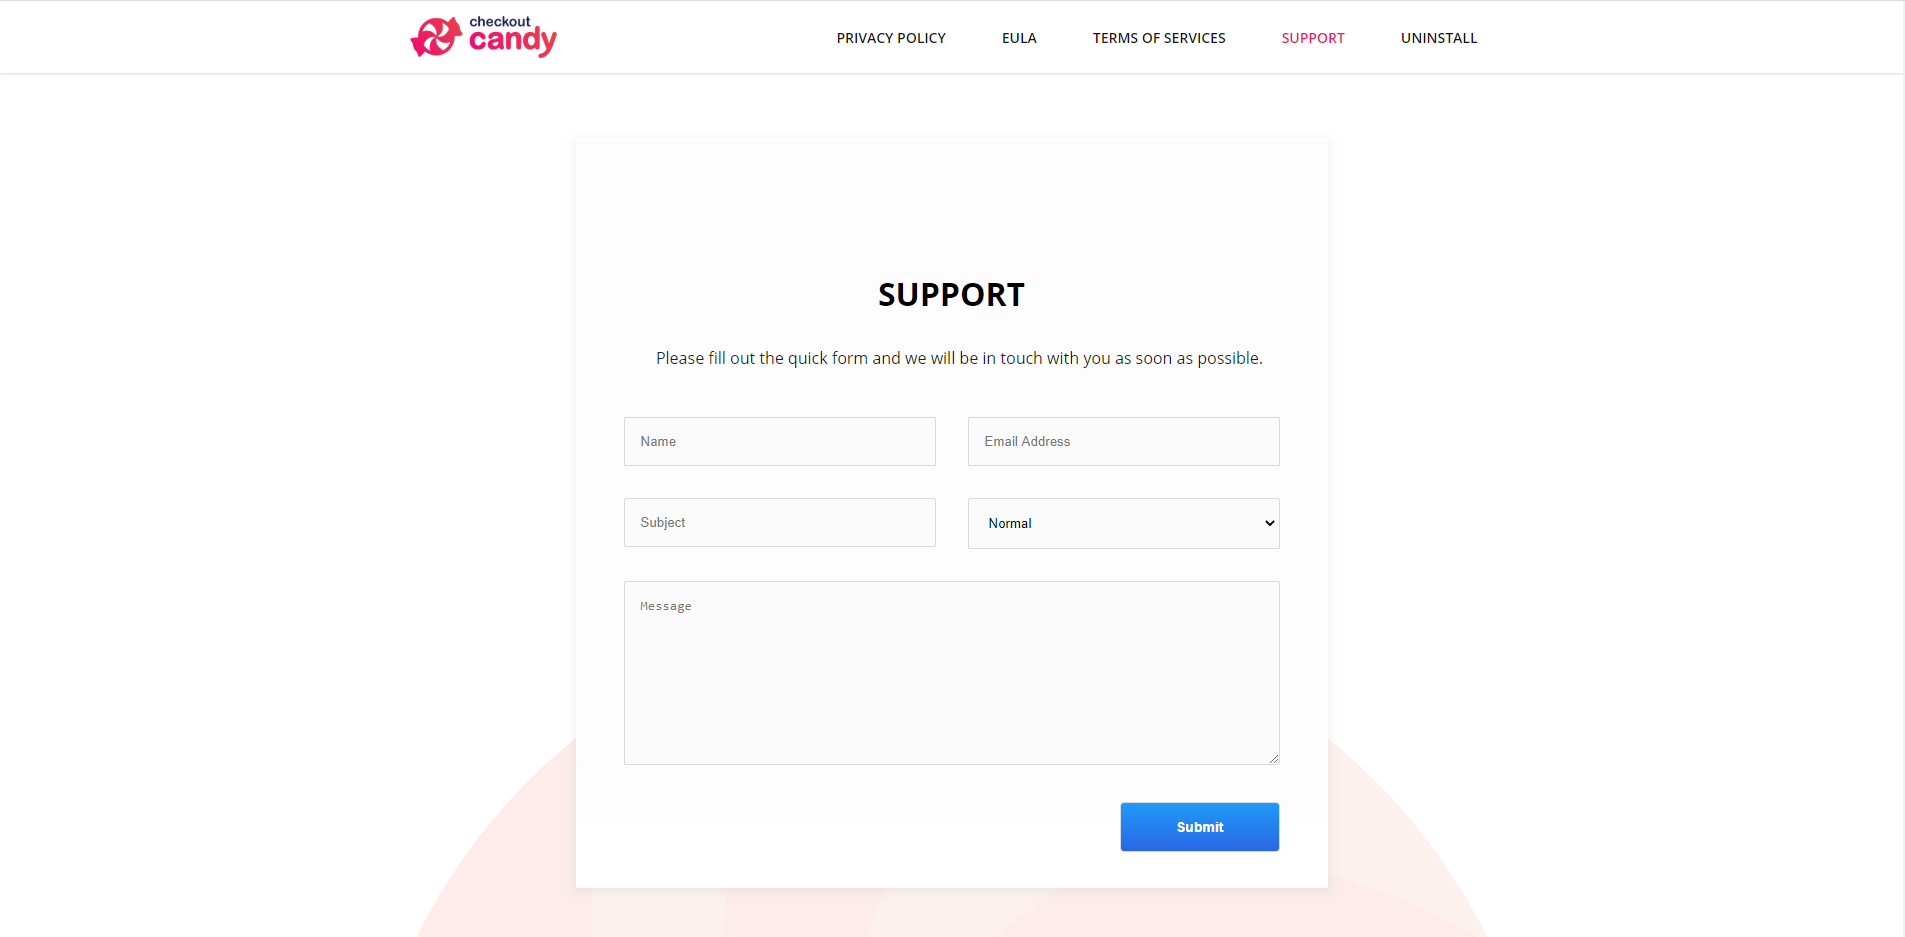 checkout
candy
PRIVACY POLICY EULA TERMS OF SERVICES SUPPORT UNINSTALL
SUPPORT
Please fill out the quick form and we will be in touch with you as soon as possible.
Name Email Address
Subject Normal
Message
Submit